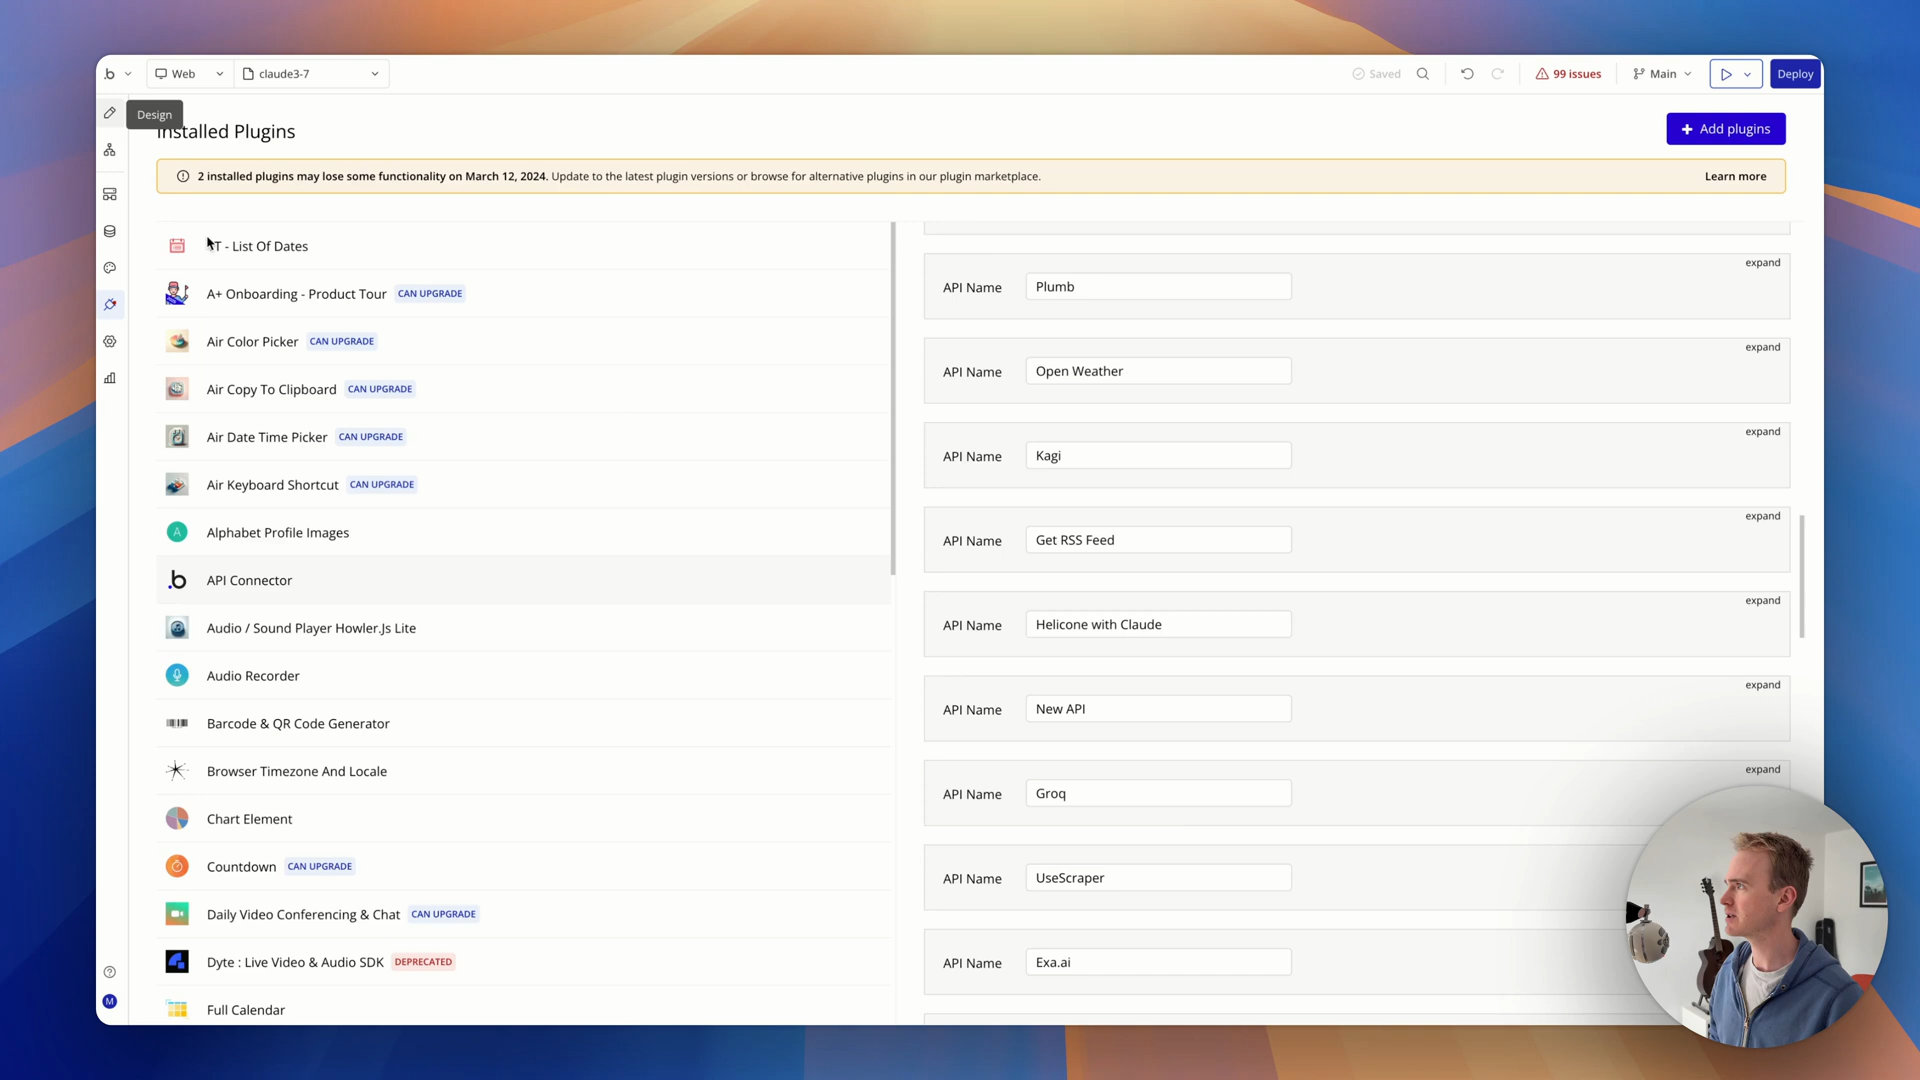 Web
claude3-7
Saved
99 issues
Main
Deploy
Design
Installed Plugins
Add plugins
2 installed plugins may lose some functionality on March 12, 2024. Update to the latest plugin versions or browse for alternative plugins in our plugin marketplace.
Learn more
T - List Of Dates
A+ Onboarding - Product Tour CAN UPGRADE
Air Color Picker CAN UPGRADE
Air Copy To Clipboard CAN UPGRADE
Air Date Time Picker CAN UPGRADE
Air Keyboard Shortcut CAN UPGRADE
A
Alphabet Profile Images
b
API Connector
Audio / Sound Player Howler.Js Lite
Audio Recorder
Barcode & QR Code Generator
Browser Timezone And Locale
Chart Element
Countdown CAN UPGRADE
Daily Video Conferencing & Chat CAN UPGRADE
Dyte : Live Video & Audio SDK DEPRECATED
Full Calendar
expand
API Name Plumb
expand
API Name Open Weather
expand
API Name Kagi
expand
API Name Get RSS Feed
expand
API Name Helicone with Claude
expand
API Name New API
expand
API Name Groq
API Name UseScraper
API Name Exa.ai
M